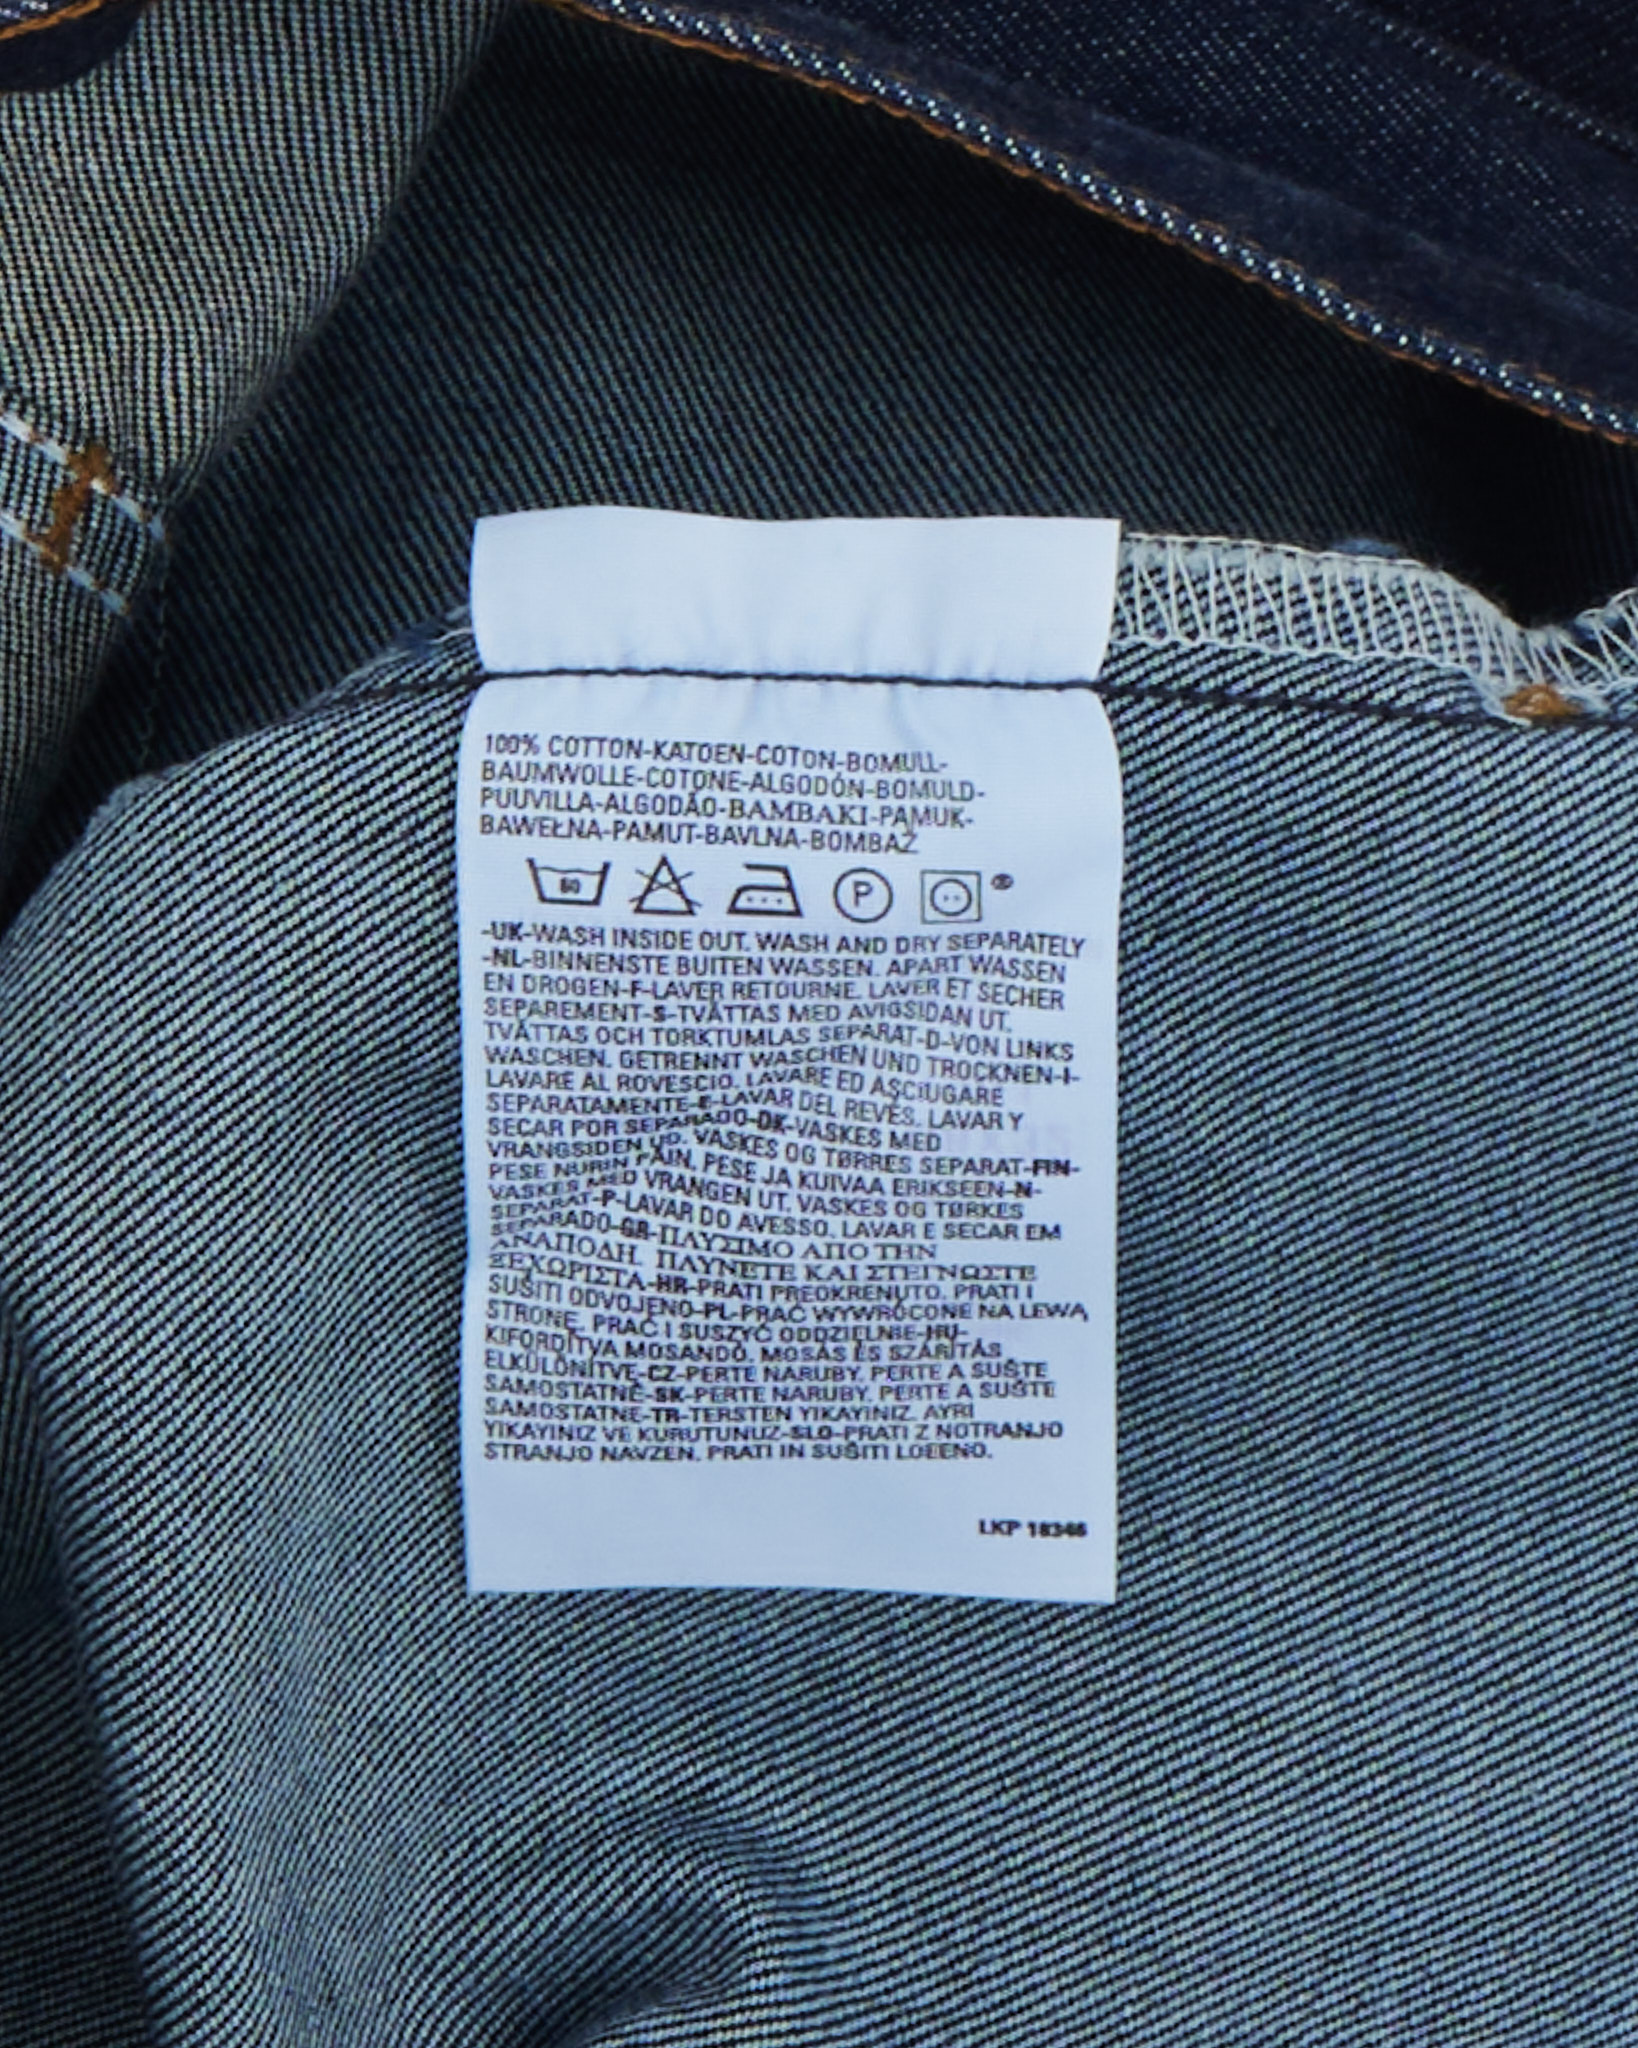 100% COTTON-KATOEN-COTON-BOMULL-
BAUMWOLLE-COTONE-ALGODÓN-BOMULD-
PUUVILLA-ALGODÃO-BAMBAKI-PAMUK-
BAWEŁNA-PAMUT-BAVLNA-BOMBAŽ
60 P ®
-UK-WASH INSIDE OUT. WASH AND DRY SEPARATELY
-NL-BINNENSTE BUITEN WASSEN. APART WASSEN
EN DROGEN-F-LAVER RETOURNE. LAVER ET SECHER
SEPAREMENT-S-TVÄTTAS MED AVIGSIDAN UT.
TVÄTTAS OCH TORKTUMLAS SEPARAT-D-VON LINKS
WASCHEN. GETRENNT WASCHEN UND TROCKNEN-I-
LAVARE AL ROVESCIO. LAVARE ED ASCIUGARE
SEPARATAMENTE-E-LAVAR DEL REVÉS. LAVAR Y
SECAR POR SEPARADO-DK-VASKES MED
VRANGSIDEN UD. VASKES OG TØRRES SEPARAT-FIN-
PESE NURIN PÄIN. PESE JA KUIVAA ERIKSEEN-N-
VASKES MED VRANGEN UT. VASKES OG TØRKES
SEPARAT-P-LAVAR DO AVESSO. LAVAR E SECAR EM
SEPARADO-GR-ΠΛΥΣΙΜΟ ΑΠΟ ΤΗΝ
ΑΝΑΠΟΔΗ. ΠΛΥΝΕΤΕ ΚΑΙ ΣΤΕΓΝΩΣΤΕ
ΞΕΧΩΡΙΣΤΑ-HR-PRATI PREOKRENUTO. PRATI I
SUŠITI ODVOJENO-PL-PRAĆ WYWRÓCONE NA LEWĄ
STRONĘ. PRAĆ I SUSZYĆ ODDZIELNIE-HU-
KIFORDÍTVA MOSANDÓ. MOSÁS ÉS SZÁRÍTÁS
ELKÜLÖNÍTVE-CZ-PERTE NARUBY. PERTE A SUŠTE
SAMOSTATNĚ-SK-PERTE NARUBY. PERTE A SUŠTE
SAMOSTATNE-TR-TERSTEN YIKAYINIZ. AYRI
YIKAYINIZ VE KURUTUNUZ-SLO-PRATI Z NOTRANJO
STRANJO NAVZEN. PRATI IN SUŠITI
LKP